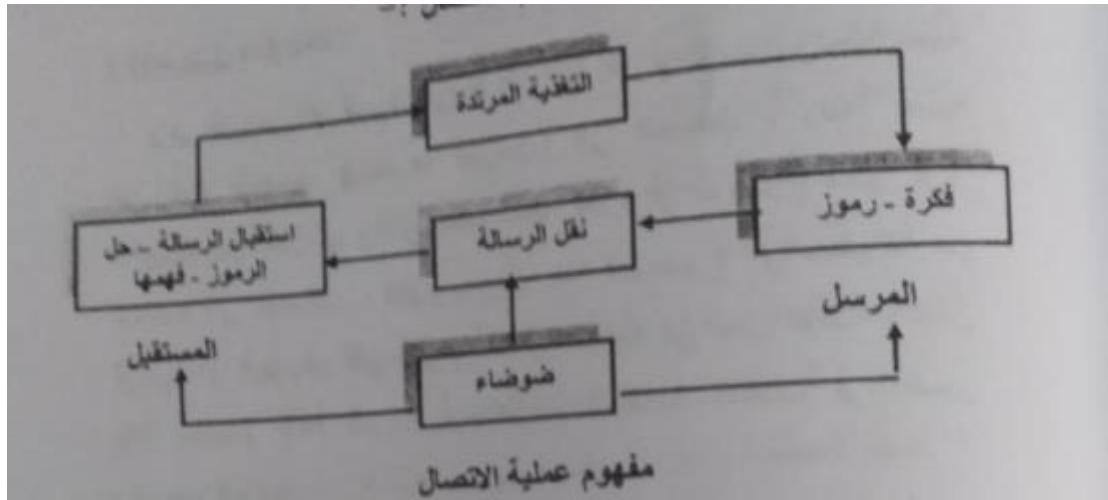 التغذية المرتدة
فكرة - رموز
نقل الرسالة
استقبال الرسالة - حل
الرموز - فهمها
المرسل
المستقبل
ضوضاء
مفهوم عملية الاتصال